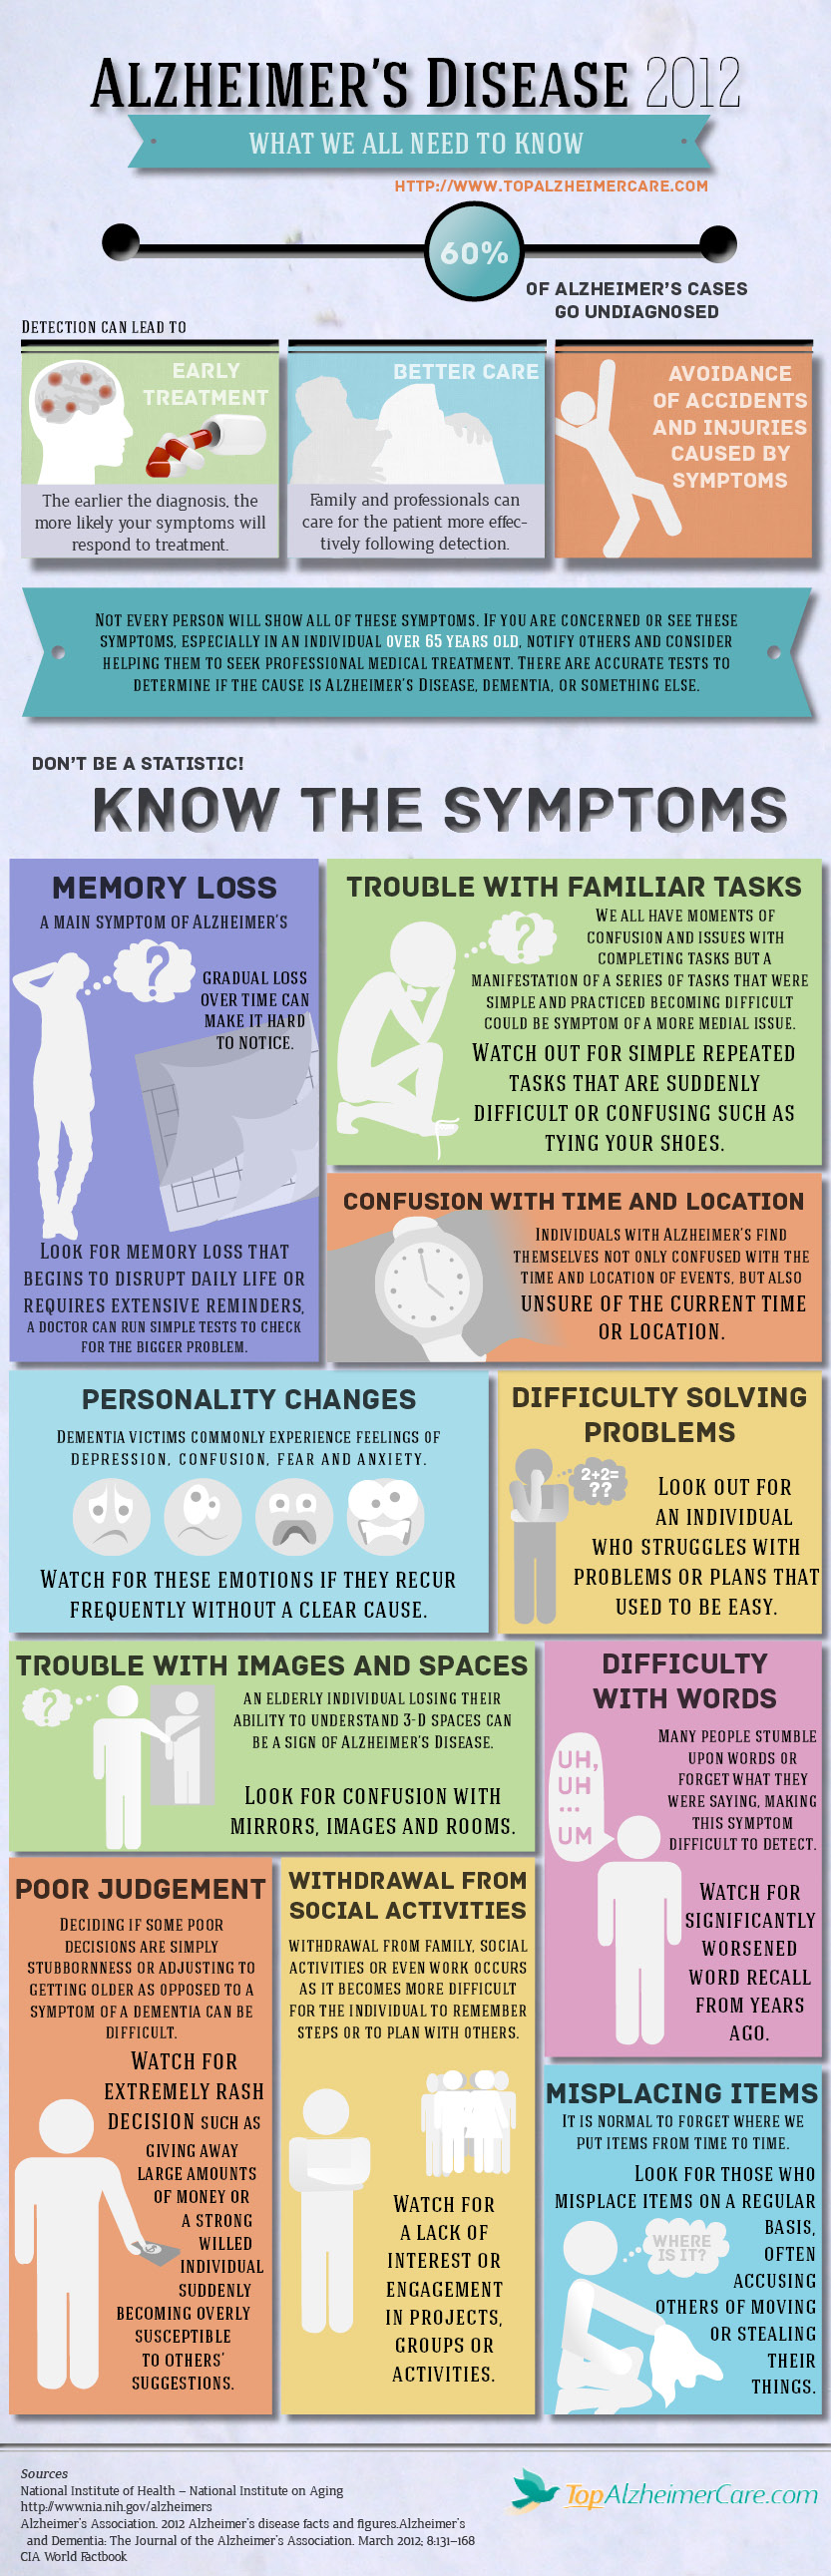 ALZHEIMER'S DISEASE 2012
WHAT WE ALL NEED TO KNOW
HTTP://WWW.TOPALZHEIMERCARE.COM
60%
OF ALZHEIMER'S CASES
GO UNDIAGNOSED
DETECTION CAN LEAD TO
EARLY
TREATMENT
The earlier the diagnosis, the
more likely your symptoms will
respond to treatment.
BETTER CARE
Family and professionals can
care for the patient more effec-
tively following detection.
AVOIDANCE
OF ACCIDENTS
AND INJURIES
CAUSED BY
SYMPTOMS
NOT EVERY PERSON WILL SHOW ALL OF THESE SYMPTOMS. IF YOU ARE CONCERNED OR SEE THESE
SYMPTOMS, ESPECIALLY IN AN INDIVIDUAL OVER 65 YEARS OLD, NOTIFY OTHERS AND CONSIDER
HELPING THEM TO SEEK PROFESSIONAL MEDICAL TREATMENT. THERE ARE ACCURATE TESTS TO
DETERMINE IF THE CAUSE IS ALZHEIMER'S DISEASE, DEMENTIA, OR SOMETHING ELSE.
DON'T BE A STATISTIC!
KNOW THE SYMPTOMS
MEMORY LOSS
A MAIN SYMPTOM OF ALZHEIMER'S
?
GRADUAL LOSS
OVER TIME CAN
MAKE IT HARD
TO NOTICE.
LOOK FOR MEMORY LOSS THAT
BEGINS TO DISRUPT DAILY LIFE OR
REQUIRES EXTENSIVE REMINDERS,
A DOCTOR CAN RUN SIMPLE TESTS TO CHECK
FOR THE BIGGER PROBLEM.
TROUBLE WITH FAMILIAR TASKS
?
WE ALL HAVE MOMENTS OF
CONFUSION AND ISSUES WITH
COMPLETING TASKS BUT A
MANIFESTATION OF A SERIES OF TASKS THAT WERE
SIMPLE AND PRACTICED BECOMING DIFFICULT
COULD BE SYMPTOM OF A MORE MEDIAL ISSUE.
WATCH OUT FOR SIMPLE REPEATED
TASKS THAT ARE SUDDENLY
DIFFICULT OR CONFUSING SUCH AS
TYING YOUR SHOES.
CONFUSION WITH TIME AND LOCATION
INDIVIDUALS WITH ALZHEIMER'S FIND
THEMSELVES NOT ONLY CONFUSED WITH THE
TIME AND LOCATION OF EVENTS, BUT ALSO
UNSURE OF THE CURRENT TIME
OR LOCATION.
PERSONALITY CHANGES
DEMENTIA VICTIMS COMMONLY EXPERIENCE FEELINGS OF
DEPRESSION, CONFUSION, FEAR AND ANXIETY.
WATCH FOR THESE EMOTIONS IF THEY RECUR
FREQUENTLY WITHOUT A CLEAR CAUSE.
DIFFICULTY SOLVING
PROBLEMS
2+2=
??
LOOK OUT FOR
AN INDIVIDUAL
WHO STRUGGLES WITH
PROBLEMS OR PLANS THAT
USED TO BE EASY.
TROUBLE WITH IMAGES AND SPACES
?
AN ELDERLY INDIVIDUAL LOSING THEIR
ABILITY TO UNDERSTAND 3-D SPACES CAN
BE A SIGN OF ALZHEIMER'S DISEASE.
LOOK FOR CONFUSION WITH
MIRRORS, IMAGES AND ROOMS.
DIFFICULTY
WITH WORDS
UH,
UH
...
UM
MANY PEOPLE STUMBLE
UPON WORDS OR
FORGET WHAT THEY
WERE SAYING, MAKING
THIS SYMPTOM
DIFFICULT TO DETECT.
WATCH FOR
SIGNIFICANTLY
WORSENED
WORD RECALL
FROM YEARS
AGO.
POOR JUDGEMENT
DECIDING IF SOME POOR
DECISIONS ARE SIMPLY
STUBBORNNESS OR ADJUSTING TO
GETTING OLDER AS OPPOSED TO A
SYMPTOM OF A DEMENTIA CAN BE
DIFFICULT.
WATCH FOR
EXTREMELY RASH
DECISION SUCH AS
GIVING AWAY
LARGE AMOUNTS
OF MONEY OR
A STRONG
WILLED
INDIVIDUAL
SUDDENLY
BECOMING OVERLY
SUSCEPTIBLE
TO OTHERS'
SUGGESTIONS.
$
WITHDRAWAL FROM
SOCIAL ACTIVITIES
WITHDRAWAL FROM FAMILY, SOCIAL
ACTIVITIES OR EVEN WORK OCCURS
AS IT BECOMES MORE DIFFICULT
FOR THE INDIVIDUAL TO REMEMBER
STEPS OR TO PLAN WITH OTHERS.
WATCH FOR
A LACK OF
INTEREST OR
ENGAGEMENT
IN PROJECTS,
GROUPS OR
ACTIVITIES.
MISPLACING ITEMS
IT IS NORMAL TO FORGET WHERE WE
PUT ITEMS FROM TIME TO TIME.
LOOK FOR THOSE WHO
MISPLACE ITEMS ON A REGULAR
BASIS,
OFTEN
ACCUSING
OTHERS OF MOVING
OR STEALING
THEIR
THINGS.
WHERE
IS IT?
Sources
National Institute of Health – National Institute on Aging
http://www.nia.nih.gov/alzheimers
Alzheimer's Association. 2012 Alzheimer's disease facts and figures.Alzheimer's
and Dementia: The Journal of the Alzheimer's Association. March 2012; 8:131–168
CIA World Factbook
TopAlzheimerCare.com